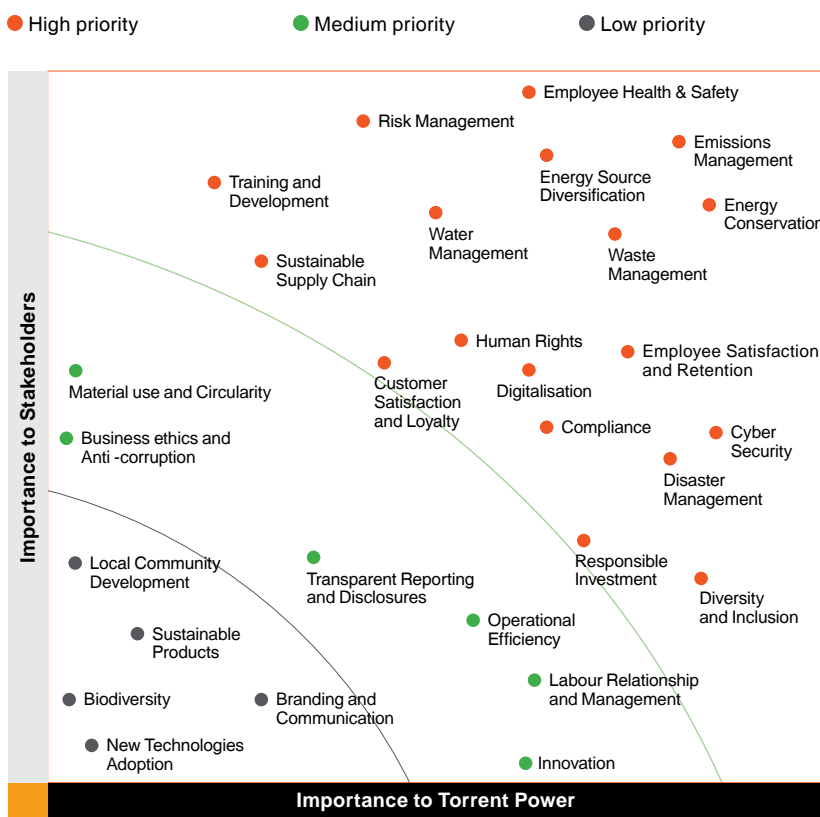 High priority
Medium priority
Low priority
Employee Health & Safety
Risk Management
Emissions
Management
Energy Source
Diversification
Training and
Development
Energy
Conservation
Water
Management
Waste
Management
Sustainable
Supply Chain
Human Rights
Employee Satisfaction
and Retention
Customer
Satisfaction
and Loyalty
Digitalisation
Material use and Circularity
Compliance
Cyber
Security
Business ethics and
Anti -corruption
Disaster
Management
Responsible
Investment
Local Community
Development
Transparent Reporting
and Disclosures
Diversity
and Inclusion
Operational
Efficiency
Sustainable
Products
Labour Relationship
and Management
Biodiversity
Branding and
Communication
New Technologies
Adoption
Innovation
Importance to Stakeholders
Importance to Torrent Power